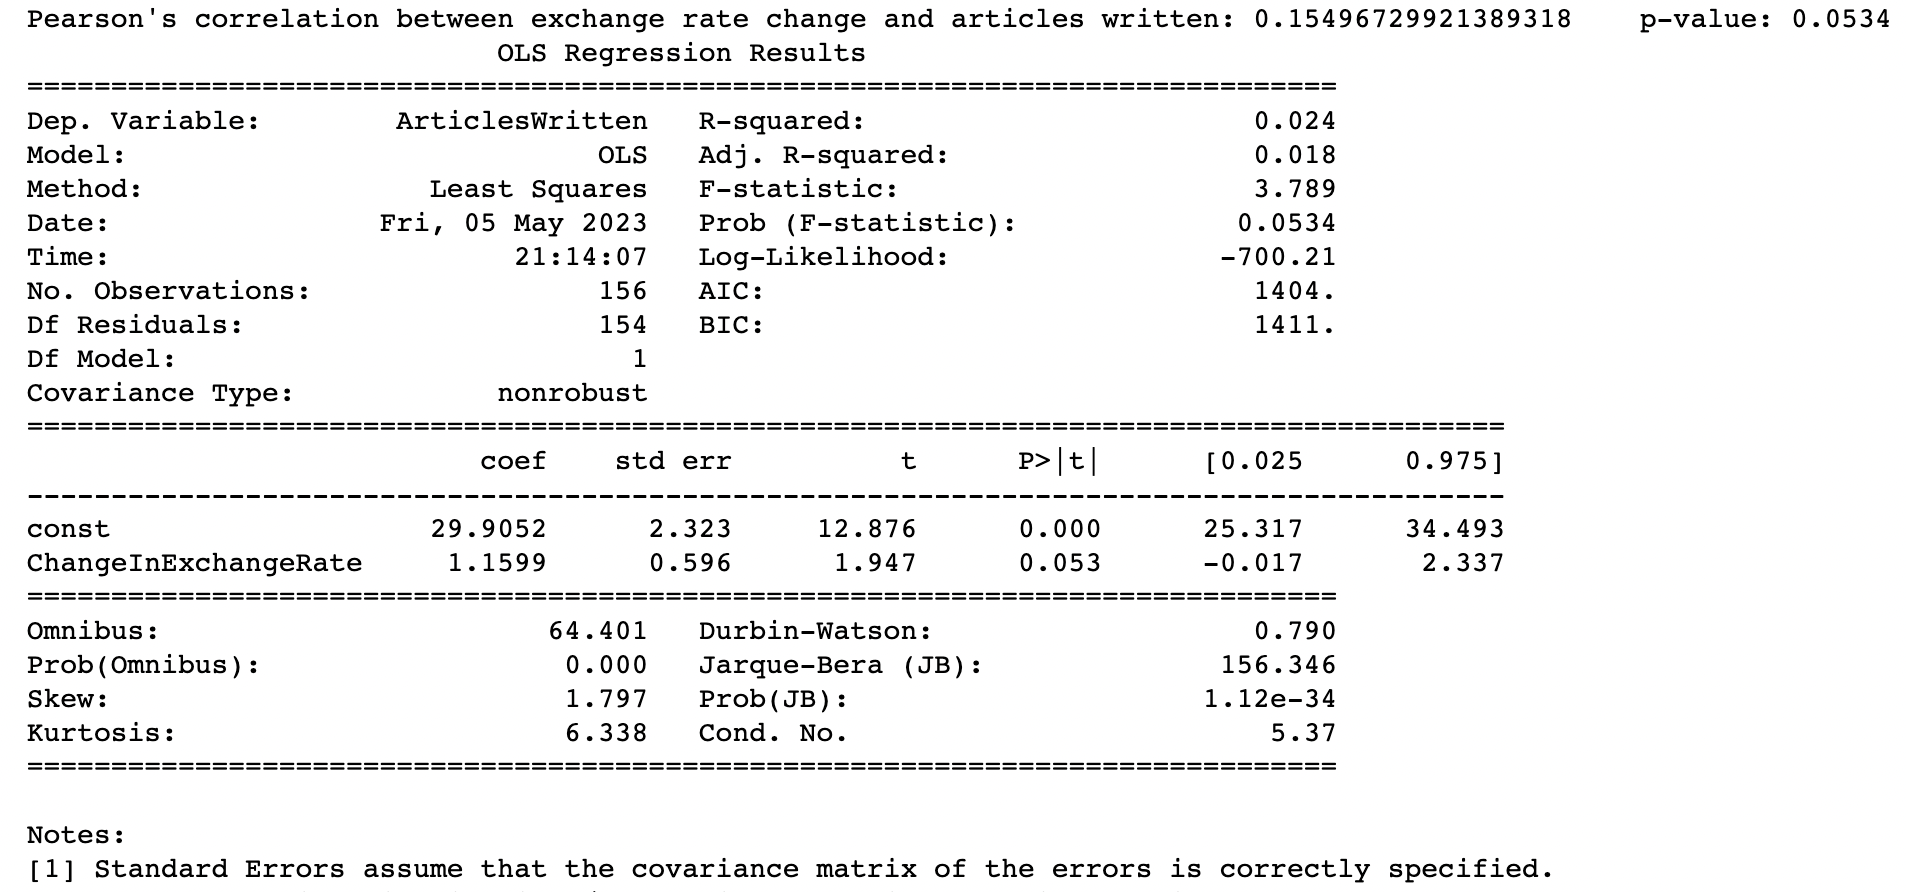 Pearson's correlation between exchange rate change and articles written: 0.15496729921389318    p-value: 0.0534
                            OLS Regression Results
==============================================================================
Dep. Variable:        ArticlesWritten   R-squared:                       0.024
Model:                            OLS   Adj. R-squared:                  0.018
Method:                 Least Squares   F-statistic:                     3.789
Date:                Fri, 05 May 2023   Prob (F-statistic):             0.0534
Time:                        21:14:07   Log-Likelihood:                -700.21
No. Observations:                 156   AIC:                             1404.
Df Residuals:                     154   BIC:                             1411.
Df Model:                           1
Covariance Type:            nonrobust
========================================================================================
                           coef    std err          t      P>|t|      [0.025      0.975]
----------------------------------------------------------------------------------------
const                   29.9052      2.323     12.876      0.000      25.317      34.493
ChangeInExchangeRate     1.1599      0.596      1.947      0.053      -0.017       2.337
==============================================================================
Omnibus:                       64.401   Durbin-Watson:                   0.790
Prob(Omnibus):                  0.000   Jarque-Bera (JB):              156.346
Skew:                           1.797   Prob(JB):                     1.12e-34
Kurtosis:                       6.338   Cond. No.                         5.37
==============================================================================

Notes:
[1] Standard Errors assume that the covariance matrix of the errors is correctly specified.